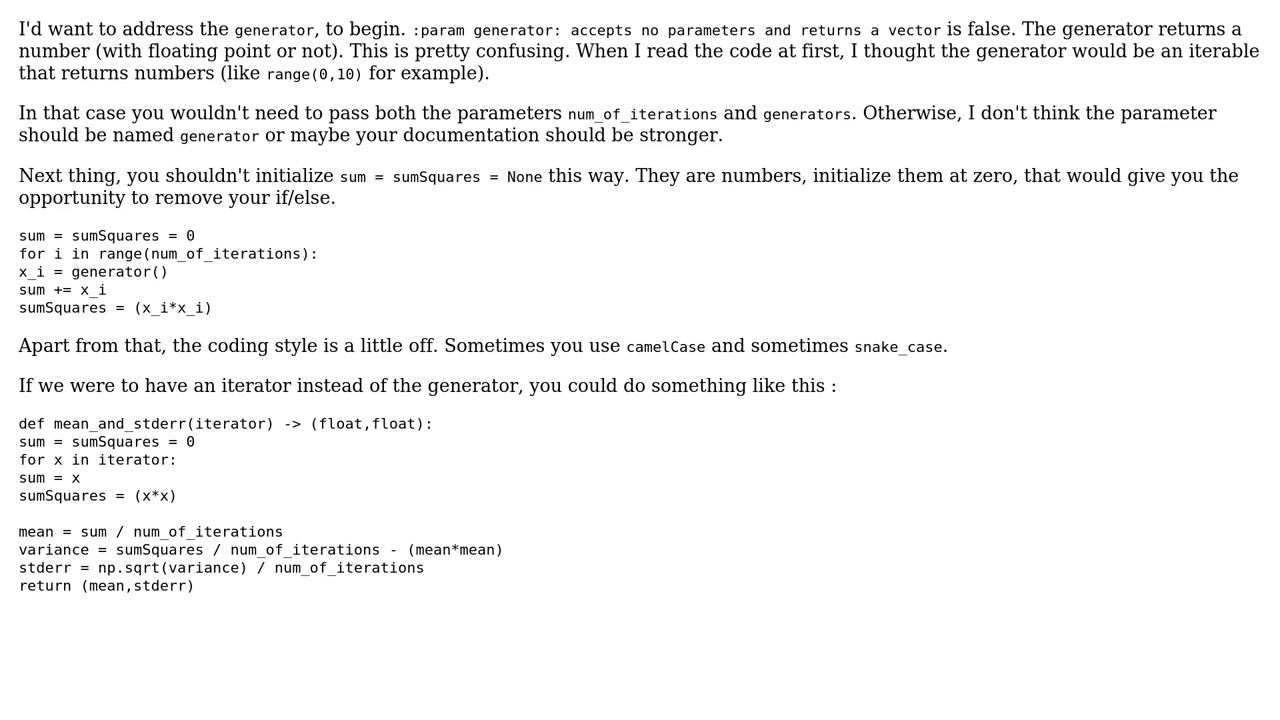 I'd want to address the generator, to begin. :param generator: accepts no parameters and returns a vector is false. The generator returns a
number (with floating point or not). This is pretty confusing. When I read the code at first, I thought the generator would be an iterable
that returns numbers (like range(0,10) for example).
In that case you wouldn't need to pass both the parameters num_of_iterations and generators. Otherwise, I don't think the parameter
should be named generator or maybe your documentation should be stronger.
Next thing, you shouldn't initialize sum = sumSquares = None this way. They are numbers, initialize them at zero, that would give you the
opportunity to remove your if/else.
sum = sumSquares = 0
for i in range(num_of_iterations):
x_i = generator()
sum += x_i
sumSquares = (x_i*x_i)
Apart from that, the coding style is a little off. Sometimes you use camelCase and sometimes snake_case.
If we were to have an iterator instead of the generator, you could do something like this :
def mean_and_stderr(iterator) -> (float,float):
sum = sumSquares = 0
for x in iterator:
sum = x
sumSquares = (x*x)
mean = sum / num_of_iterations
variance = sumSquares / num_of_iterations - (mean*mean)
stderr = np.sqrt(variance) / num_of_iterations
return (mean,stderr)